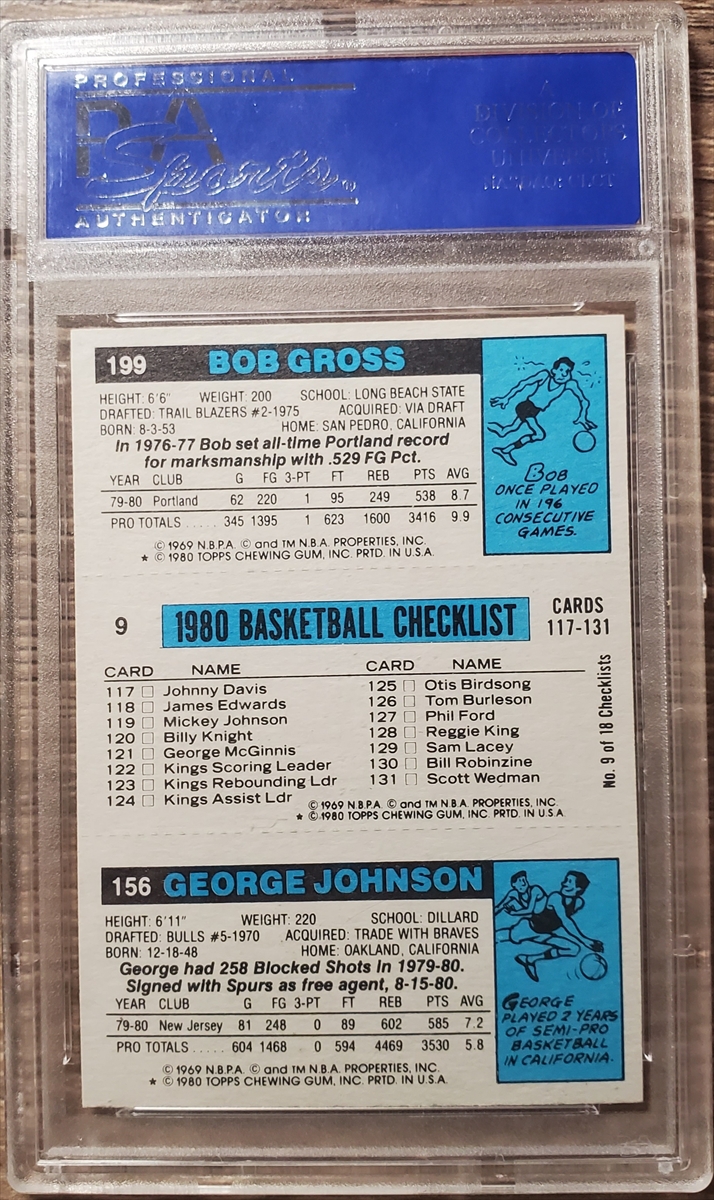 PROFESSIONAL
PSA
Sports®
AUTHENTICATOR
A
DIVISION OF
COLLECTORS
UNIVERSE
NASDAQ: CLCT
199 BOB GROSS
HEIGHT: 6'6" WEIGHT: 200 SCHOOL: LONG BEACH STATE
DRAFTED: TRAIL BLAZERS #2-1975 ACQUIRED: VIA DRAFT
BORN: 8-3-53 HOME: SAN PEDRO, CALIFORNIA
In 1976-77 Bob set all-time Portland record
for marksmanship with .529 FG Pct.
YEAR CLUB G FG 3-PT FT REB PTS AVG
79-80 Portland 62 220 1 95 249 538 8.7
PRO TOTALS ..... 345 1395 1 623 1600 3416 9.9
© 1969 N.B.P.A. © and TM N.B.A. PROPERTIES, INC.
★ © 1980 TOPPS CHEWING GUM, INC. PRTD. IN U.S.A.
BOB
ONCE PLAYED
IN 196
CONSECUTIVE
GAMES.
9 1980 BASKETBALL CHECKLIST CARDS
117-131
CARD NAME
117 □ Johnny Davis
118 □ James Edwards
119 □ Mickey Johnson
120 □ Billy Knight
121 □ George McGinnis
122 □ Kings Scoring Leader
123 □ Kings Rebounding Ldr
124 □ Kings Assist Ldr
CARD NAME
125 □ Otis Birdsong
126 □ Tom Burleson
127 □ Phil Ford
128 □ Reggie King
129 □ Sam Lacey
130 □ Bill Robinzine
131 □ Scott Wedman
No. 9 of 18 Checklists
© 1969 N.B.P.A. © and TM N.B.A. PROPERTIES, INC.
★ © 1980 TOPPS CHEWING GUM, INC. PRTD. IN U.S.A.
156 GEORGE JOHNSON
HEIGHT: 6'11" WEIGHT: 220 SCHOOL: DILLARD
DRAFTED: BULLS #5-1970 ACQUIRED: TRADE WITH BRAVES
BORN: 12-18-48 HOME: OAKLAND, CALIFORNIA
George had 258 Blocked Shots in 1979-80.
Signed with Spurs as free agent, 8-15-80.
YEAR CLUB G FG 3-PT FT REB PTS AVG
79-80 New Jersey 81 248 0 89 602 585 7.2
PRO TOTALS ..... 604 1468 0 594 4469 3530 5.8
© 1969 N.B.P.A. © and TM N.B.A. PROPERTIES, INC.
★ © 1980 TOPPS CHEWING GUM, INC. PRTD. IN U.S.A.
GEORGE
PLAYED 2 YEARS
OF SEMI-PRO
BASKETBALL
IN CALIFORNIA.